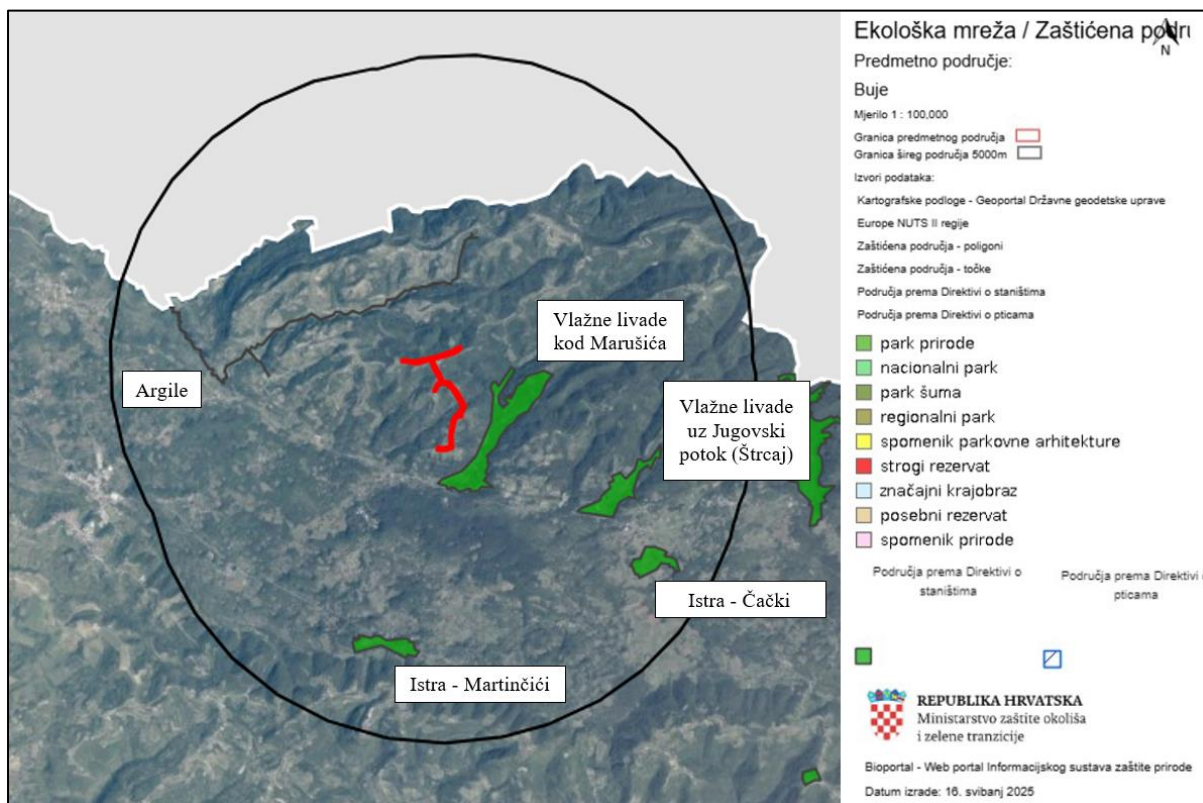 Argile
Vlažne livade
kod Marušića
Vlažne livade
uz Jugovski
potok (Štrcaj)
Istra - Čački
Istra - Martinčići
Ekološka mreža / Zaštićena podru
N
Predmetno područje:
Buje
Mjerilo 1 : 100,000
Granica predmetnog područja
Granica šireg područja 5000m
Izvori podataka:
Kartografske podloge - Geoportal Državne geodetske uprave
Europe NUTS II regije
Zaštićena područja - poligoni
Zaštićena područja - točke
Područja prema Direktivi o staništima
Područja prema Direktivi o pticama
park prirode
nacionalni park
park šuma
regionalni park
spomenik parkovne arhitekture
strogi rezervat
značajni krajobraz
posebni rezervat
spomenik prirode
Područja prema Direktivi o
staništima
Područja prema Direktivi o
pticama
REPUBLIKA HRVATSKA
Ministarstvo zaštite okoliša
i zelene tranzicije
Bioportal - Web portal Informacijskog sustava zaštite prirode
Datum izrade: 16. svibanj 2025